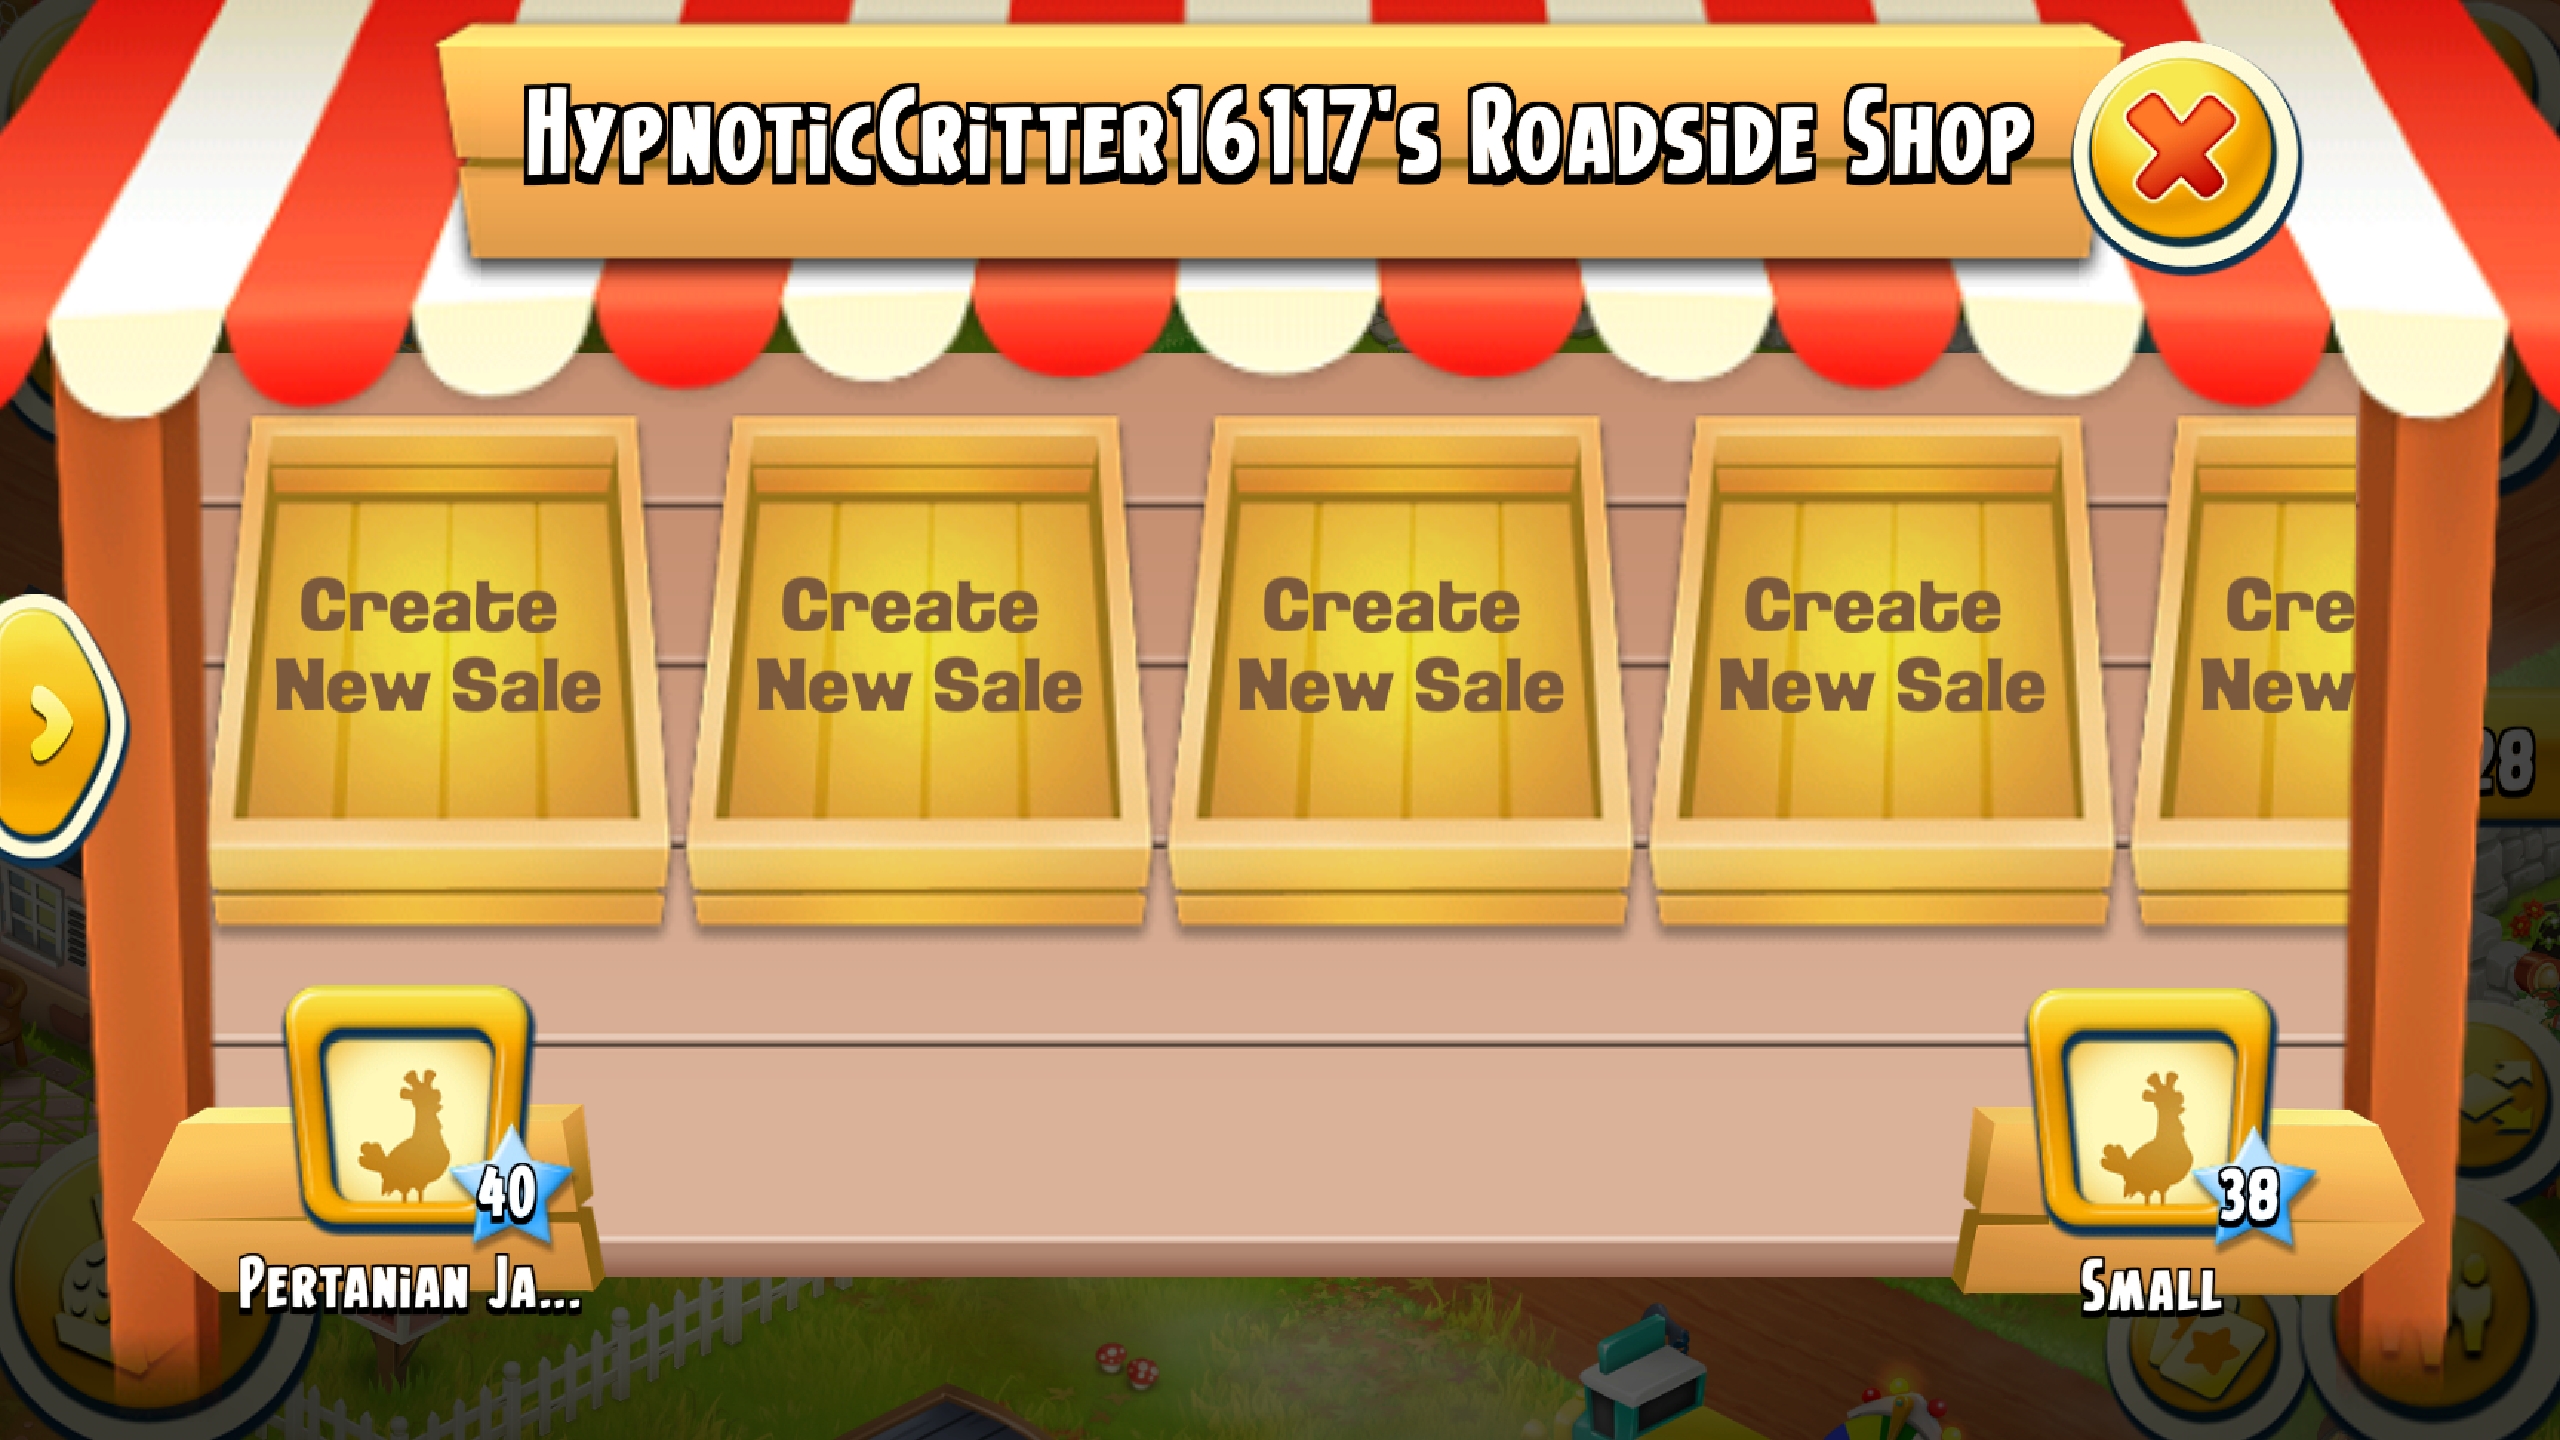 HypnoticCritter16117's Roadside Shop
Create
New Sale
Create
New Sale
Create
New Sale
Create
New Sale
Cre
New
28
40
Pertanian Ja...
38
Small